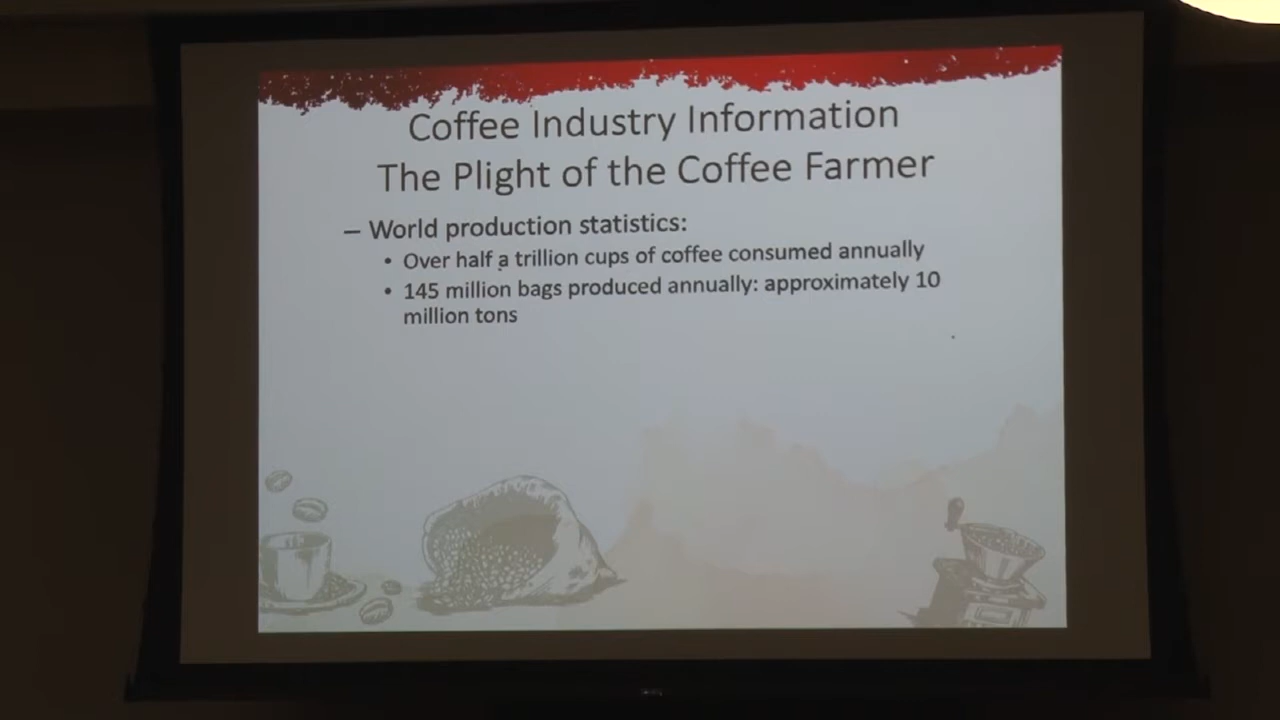 Coffee Industry Information
The Plight of the Coffee Farmer
– World production statistics:
• Over half a trillion cups of coffee consumed annually
• 145 million bags produced annually: approximately 10
million tons